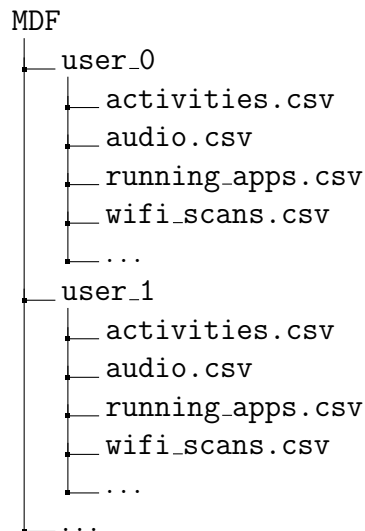 MDF
user_0
activities.csv
audio.csv
running_apps.csv
wifi_scans.csv
...
user_1
activities.csv
audio.csv
running_apps.csv
wifi_scans.csv
...
...